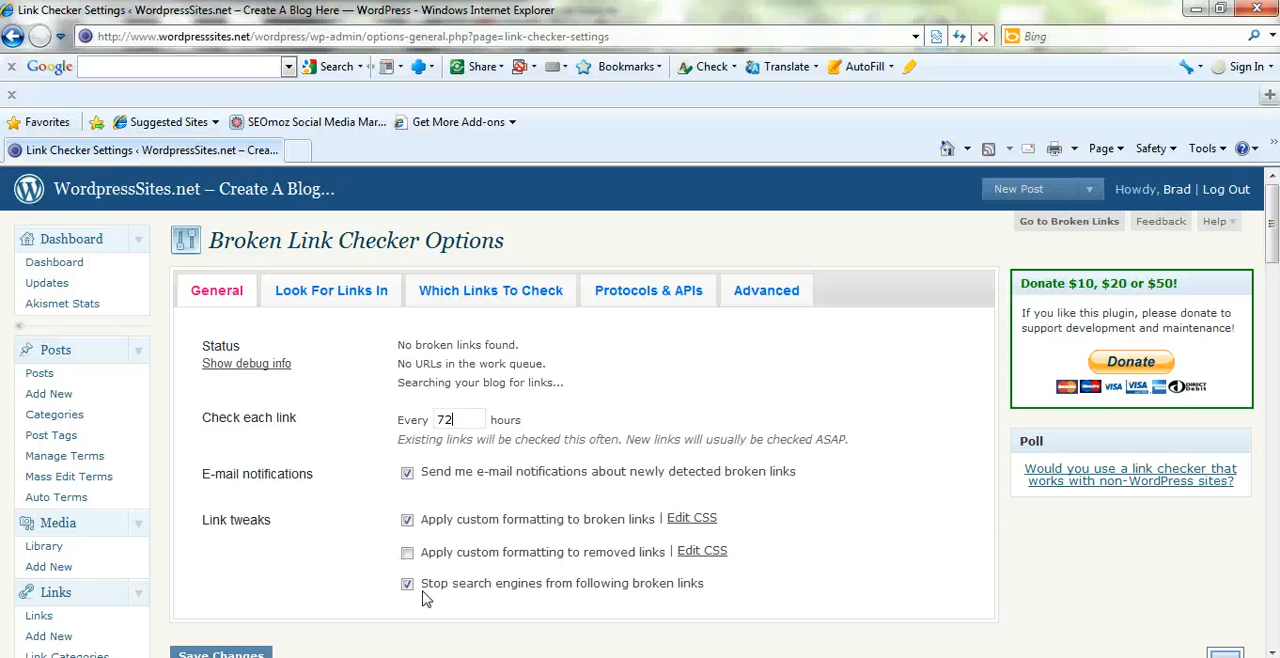 Link Checker Settings ‹ WordpressSites.net – Create A Blog Here — WordPress - Windows Internet Explorer
http://www.wordpresssites.net/wordpress/wp-admin/options-general.php?page=link-checker-settings
Bing
Google Search Share Bookmarks Check Translate AutoFill Sign In
Favorites Suggested Sites SEOmoz Social Media Mar... Get More Add-ons
Link Checker Settings ‹ WordpressSites.net – Crea... Page Safety Tools
WordpressSites.net – Create A Blog... New Post Howdy, Brad | Log Out
Go to Broken Links Feedback Help
Dashboard
Dashboard
Updates
Akismet Stats
Posts
Posts
Add New
Categories
Post Tags
Manage Terms
Mass Edit Terms
Auto Terms
Media
Library
Add New
Links
Links
Add New
Link Categories
Broken Link Checker Options
General Look For Links In Which Links To Check Protocols & APIs Advanced
Status
Show debug info
No broken links found.
No URLs in the work queue.
Searching your blog for links...
Check each link Every 72 hours
Existing links will be checked this often. New links will usually be checked ASAP.
E-mail notifications Send me e-mail notifications about newly detected broken links
Link tweaks Apply custom formatting to broken links | Edit CSS
Apply custom formatting to removed links | Edit CSS
Stop search engines from following broken links
Save Changes
Donate $10, $20 or $50!
If you like this plugin, please donate to
support development and maintenance!
Donate
VISA VISA DIRECT Debit
Poll
Would you use a link checker that
works with non-WordPress sites?